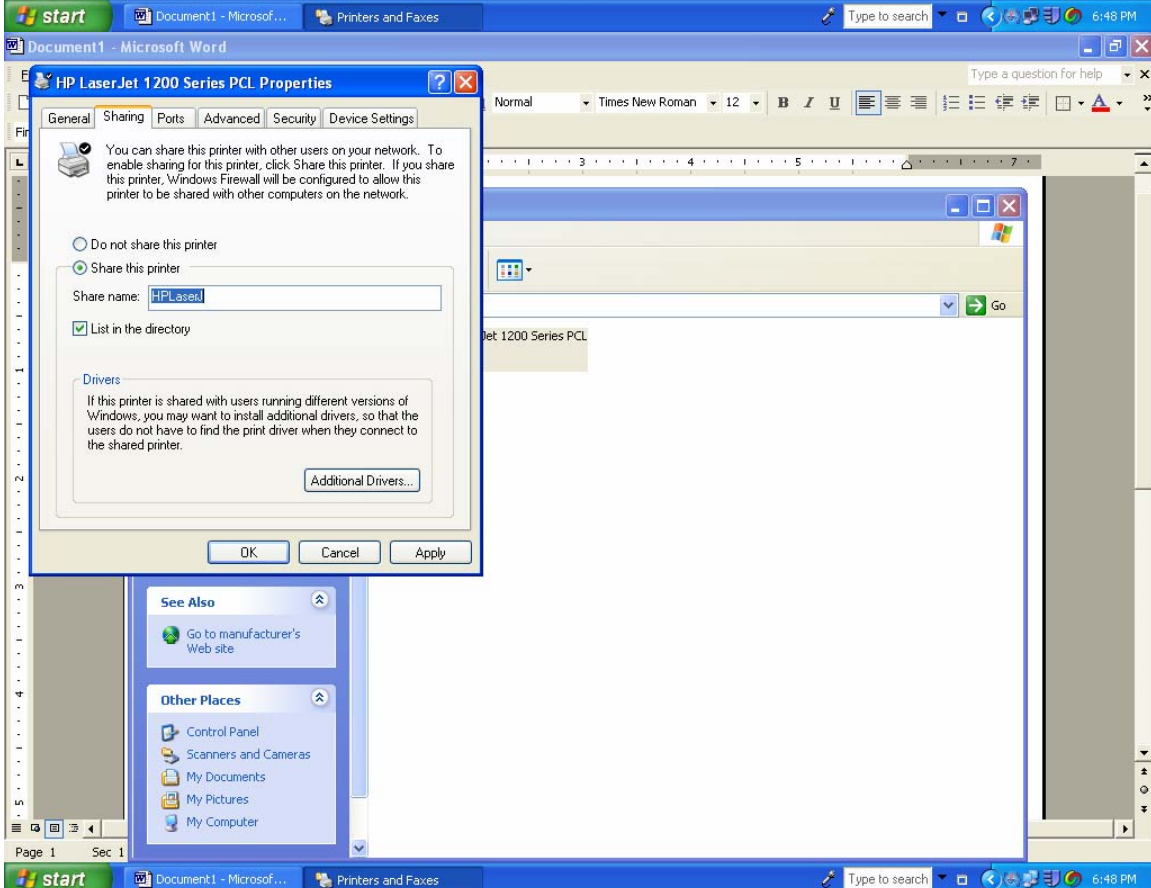 start Document1 - Microsof... Printers and Faxes Type to search 6:48 PM
Document1 - Microsoft Word
HP LaserJet 1200 Series PCL Properties
Type a question for help
Normal Times New Roman 12 B I U A
General Sharing Ports Advanced Security Device Settings
You can share this printer with other users on your network. To
enable sharing for this printer, click Share this printer. If you share
this printer, Windows Firewall will be configured to allow this
printer to be shared with other computers on the network.
3 4 5 7
Do not share this printer
Share this printer
Share name: HPLaserJ
Go
List in the directory
Jet 1200 Series PCL
Drivers
If this printer is shared with users running different versions of
Windows, you may want to install additional drivers, so that the
users do not have to find the print driver when they connect to
the shared printer.
Additional Drivers...
OK Cancel Apply
See Also
Go to manufacturer's
Web site
Other Places
Control Panel
Scanners and Cameras
My Documents
My Pictures
My Computer
1
2
3
4
5
Page 1 Sec 1
start Document1 - Microsof... Printers and Faxes Type to search 6:48 PM